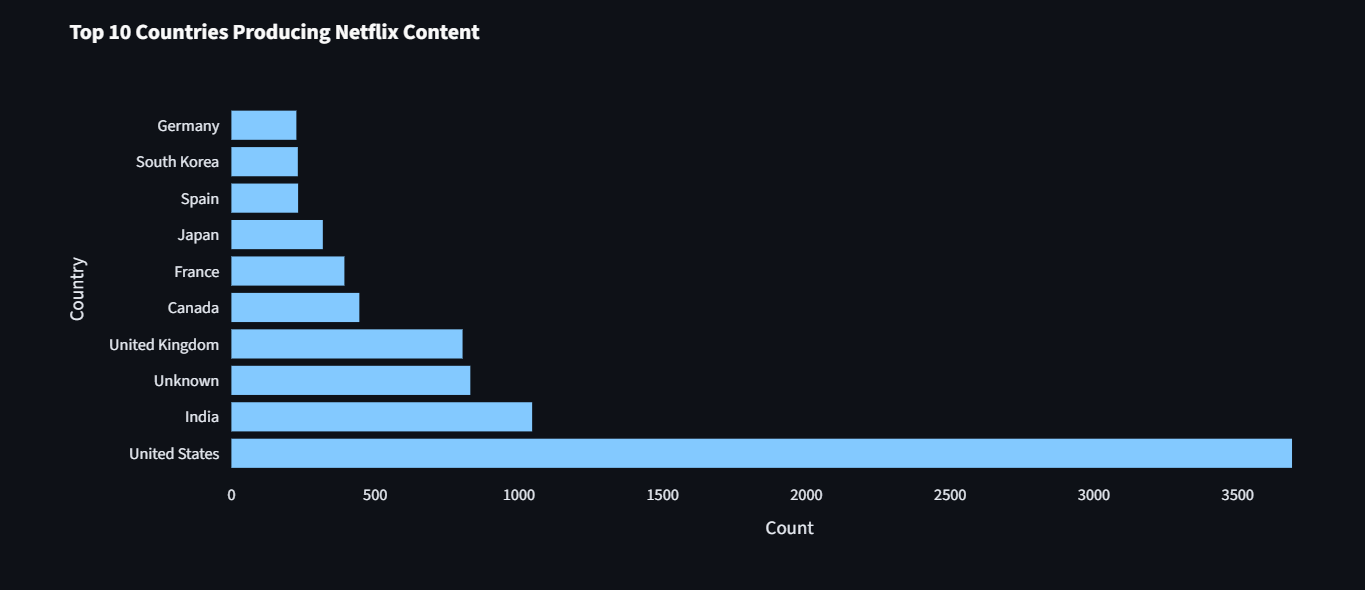 Top 10 Countries Producing Netflix Content
Germany
South Korea
Spain
Japan
France
Canada
United Kingdom
Unknown
India
United States
Country
0 500 1000 1500 2000 2500 3000 3500
Count